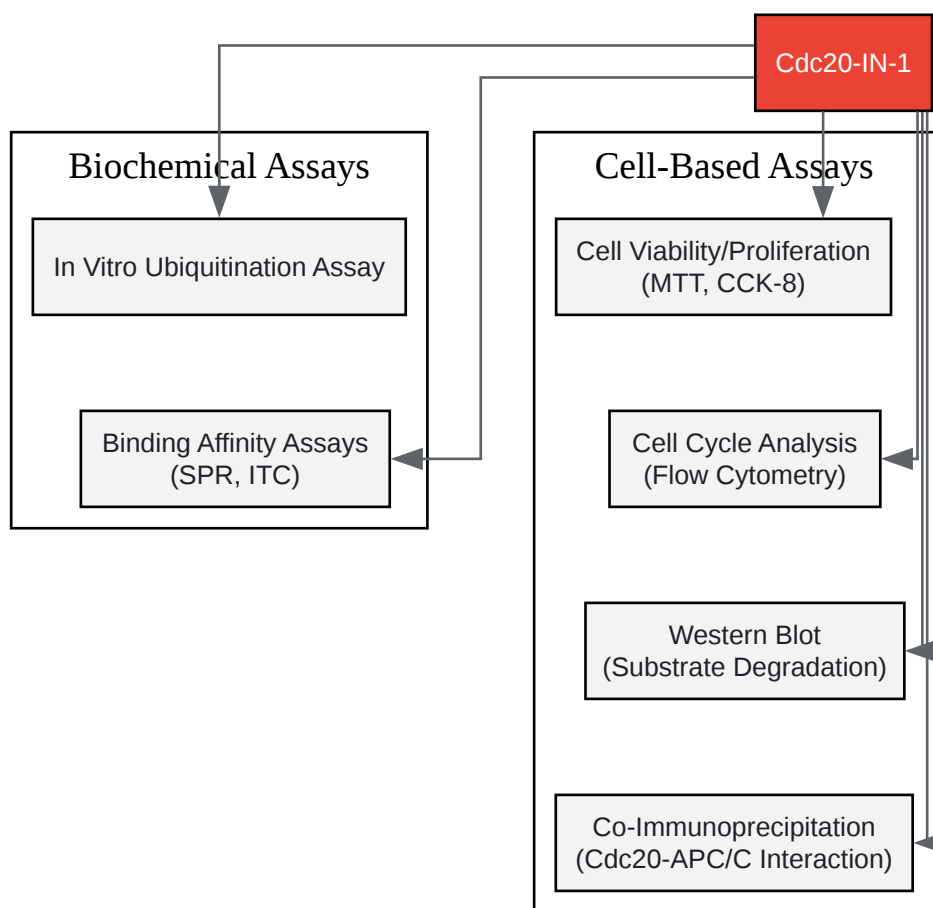 Cdc20-IN-1
Biochemical Assays
In Vitro Ubiquitination Assay
Binding Affinity Assays
(SPR, ITC)
Cell-Based Assays
Cell Viability/Proliferation
(MTT, CCK-8)
Cell Cycle Analysis
(Flow Cytometry)
Western Blot
(Substrate Degradation)
Co-Immunoprecipitation
(Cdc20-APC/C Interaction)